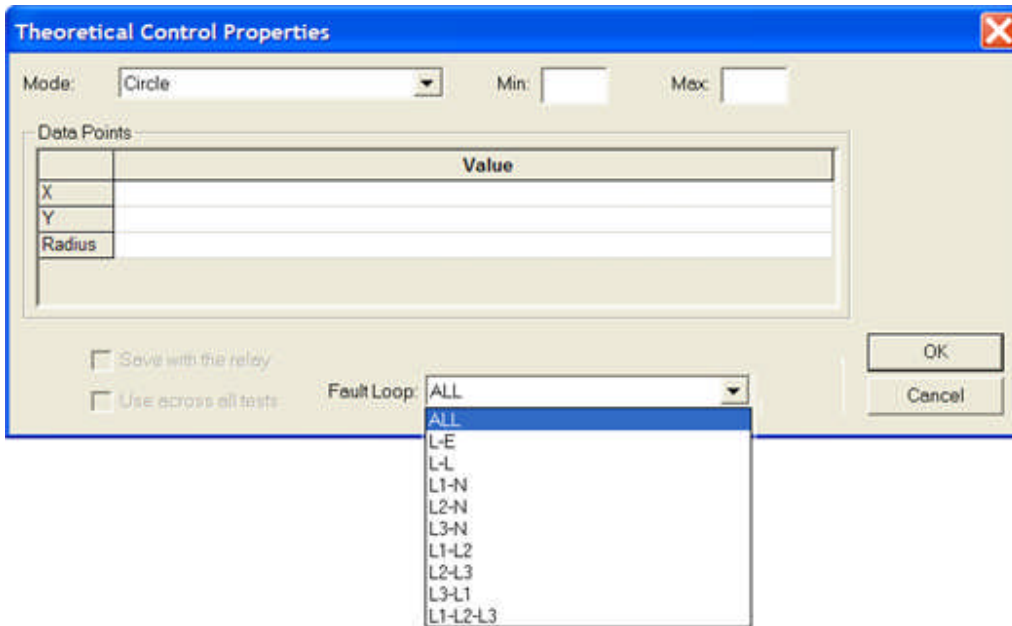 Theoretical Control Properties
Mode: Circle Min: Max:
Data Points
Value
X
Y
Radius
Save with the relay
OK
Use across all tests Fault Loop: ALL Cancel
ALL
L-E
L-L
L1-N
L2-N
L3-N
L1-L2
L2-L3
L3-L1
L1-L2-L3